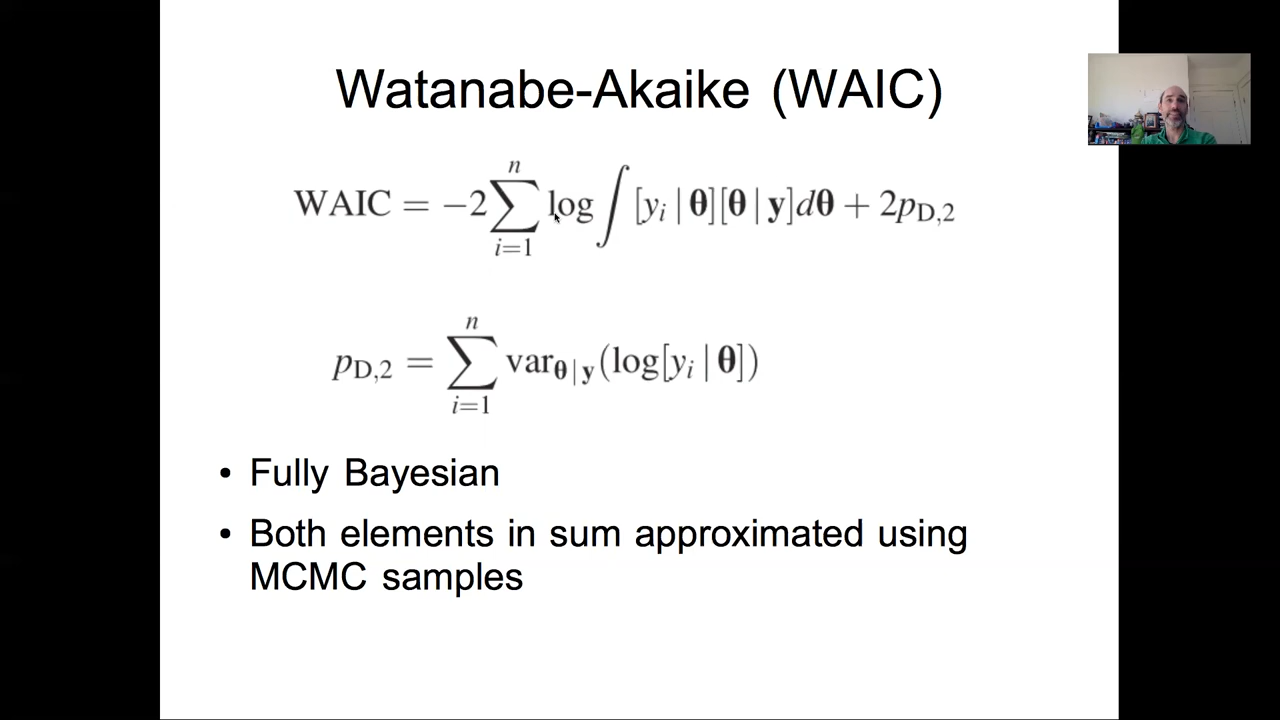 Watanabe-Akaike (WAIC)
WAIC = −2 ∑_{i=1}^{n} log ∫ [y_i | θ][θ | y]dθ + 2p_{D,2}
p_{D,2} = ∑_{i=1}^{n} var_{θ|y}(log[y_i | θ])
• Fully Bayesian
• Both elements in sum approximated using
MCMC samples